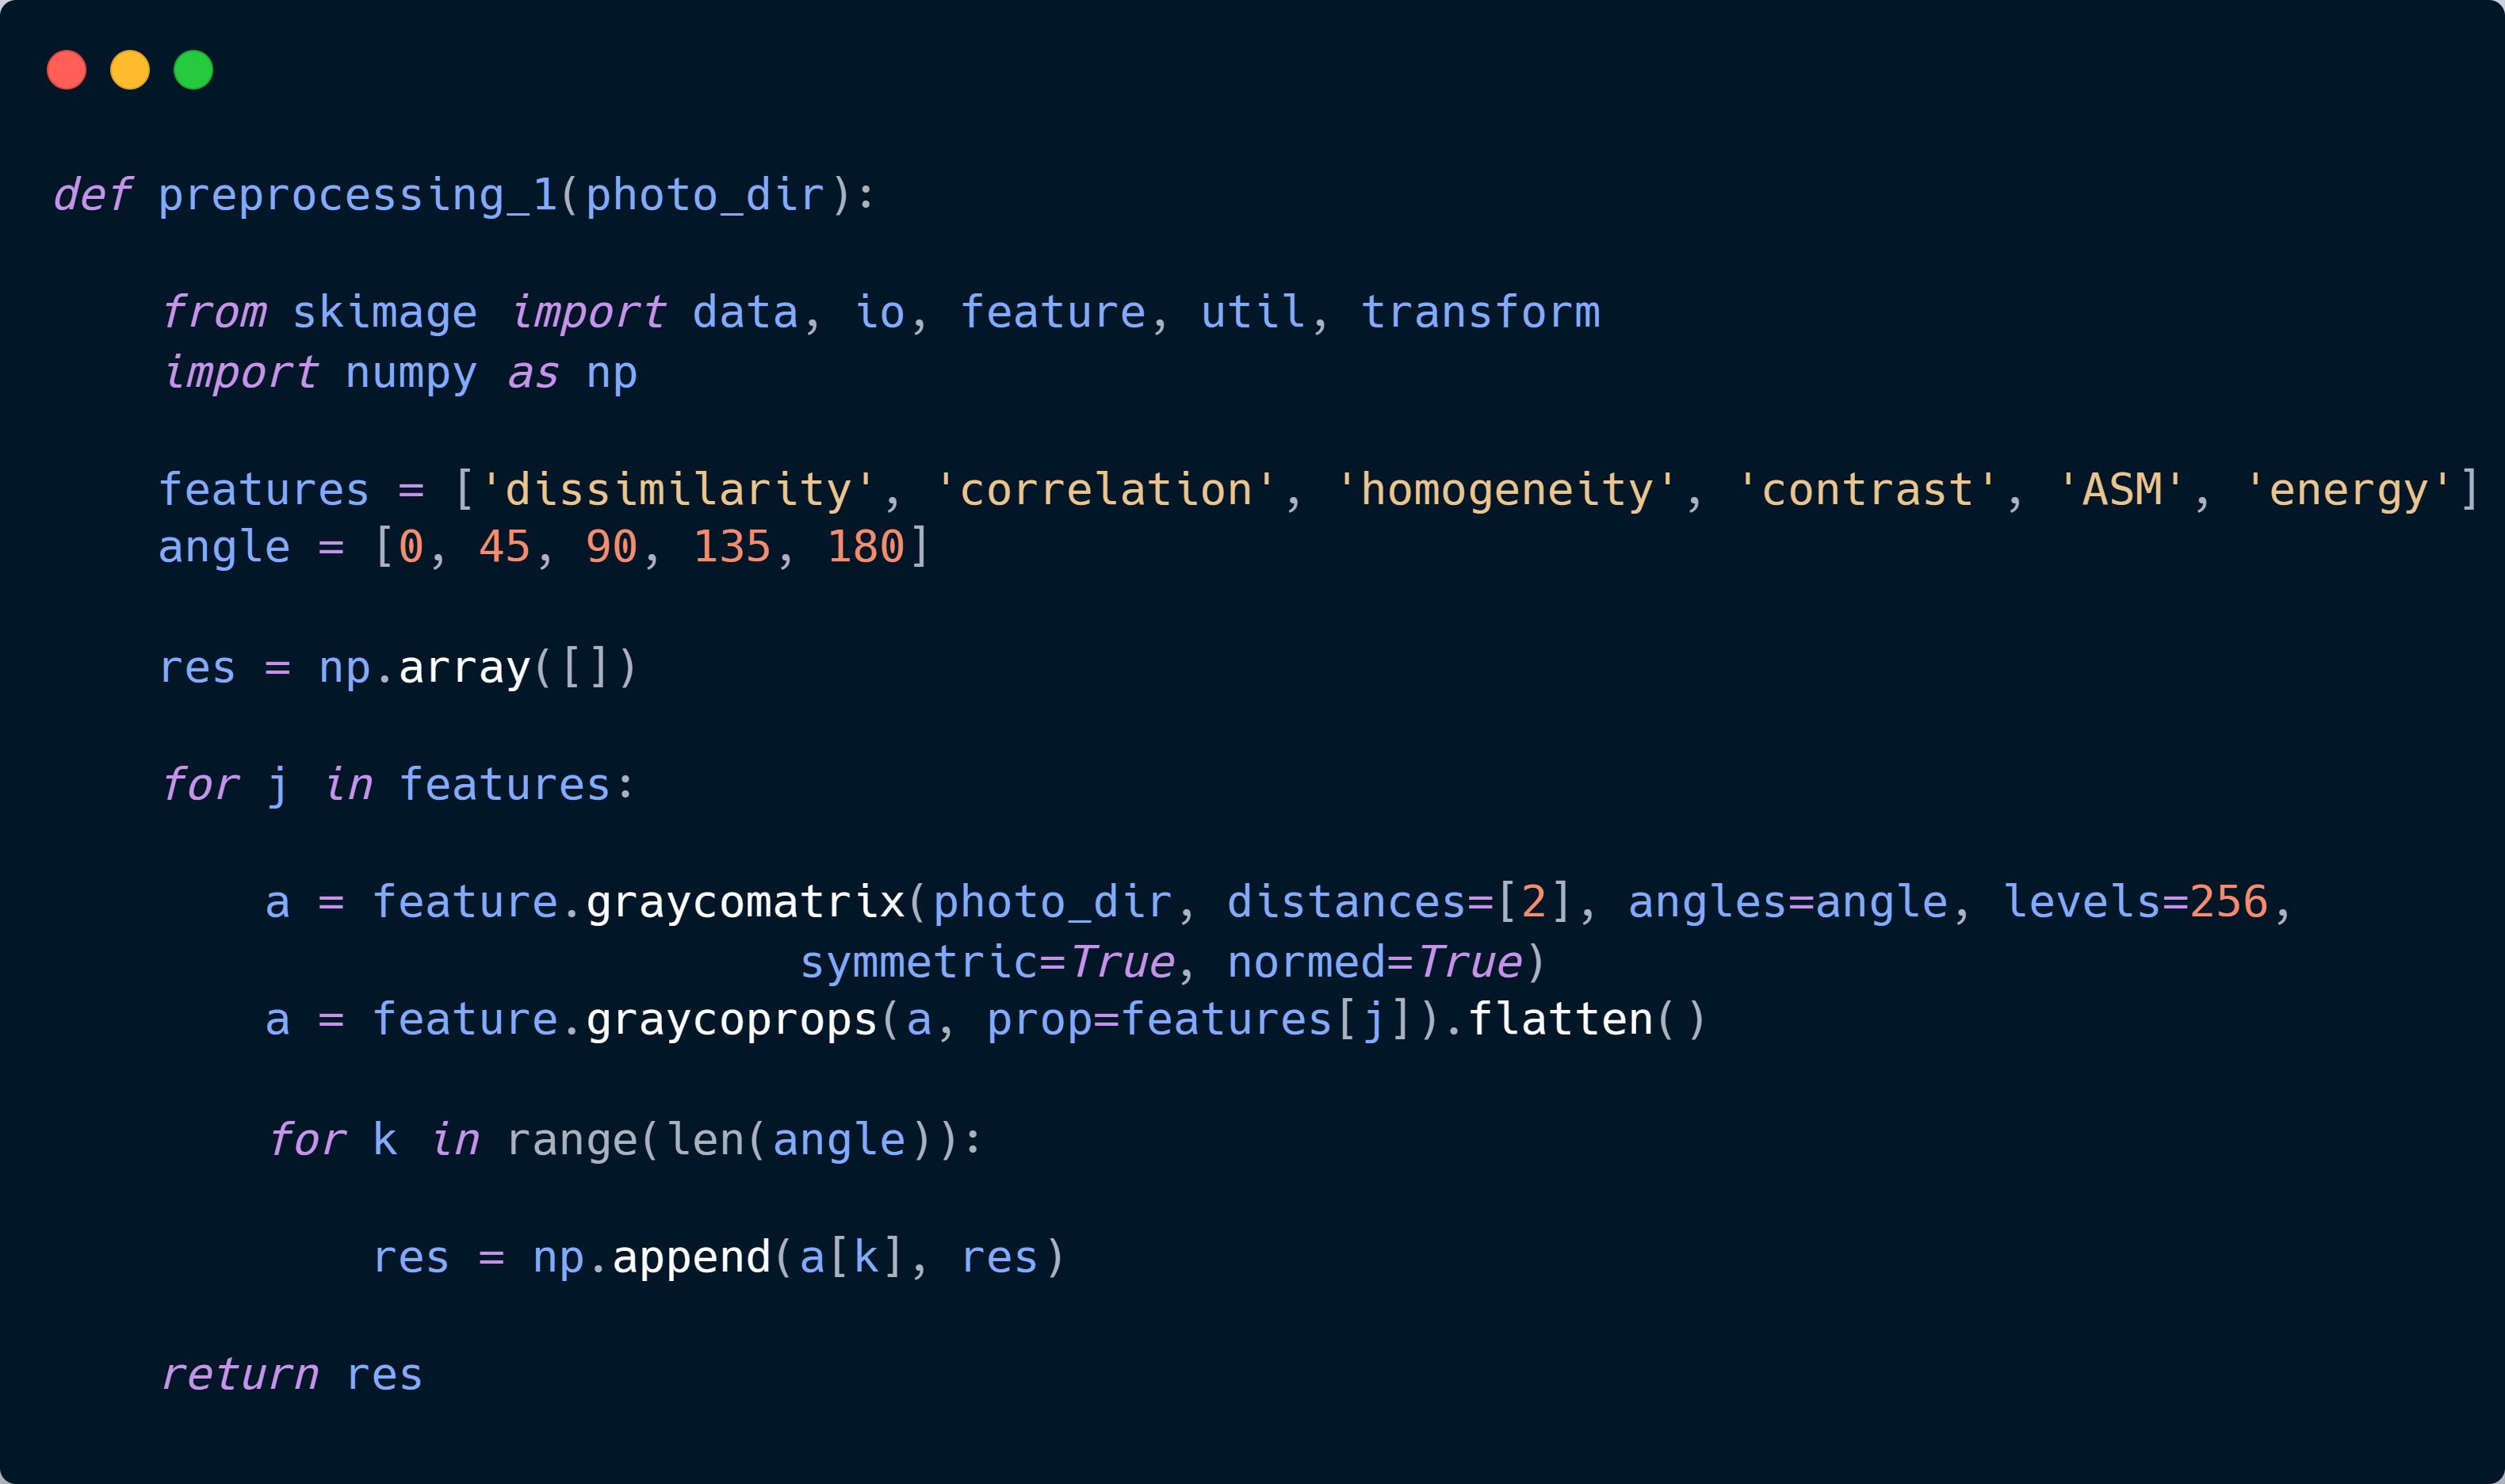 def preprocessing_1(photo_dir):
    from skimage import data, io, feature, util, transform
    import numpy as np
    features = ['dissimilarity', 'correlation', 'homogeneity', 'contrast', 'ASM', 'energy']
    angle = [0, 45, 90, 135, 180]
    res = np.array([])
    for j in features:
        a = feature.graycomatrix(photo_dir, distances=[2], angles=angle, levels=256,
                            symmetric=True, normed=True)
        a = feature.graycoprops(a, prop=features[j]).flatten()
        for k in range(len(angle)):
            res = np.append(a[k], res)
    return res